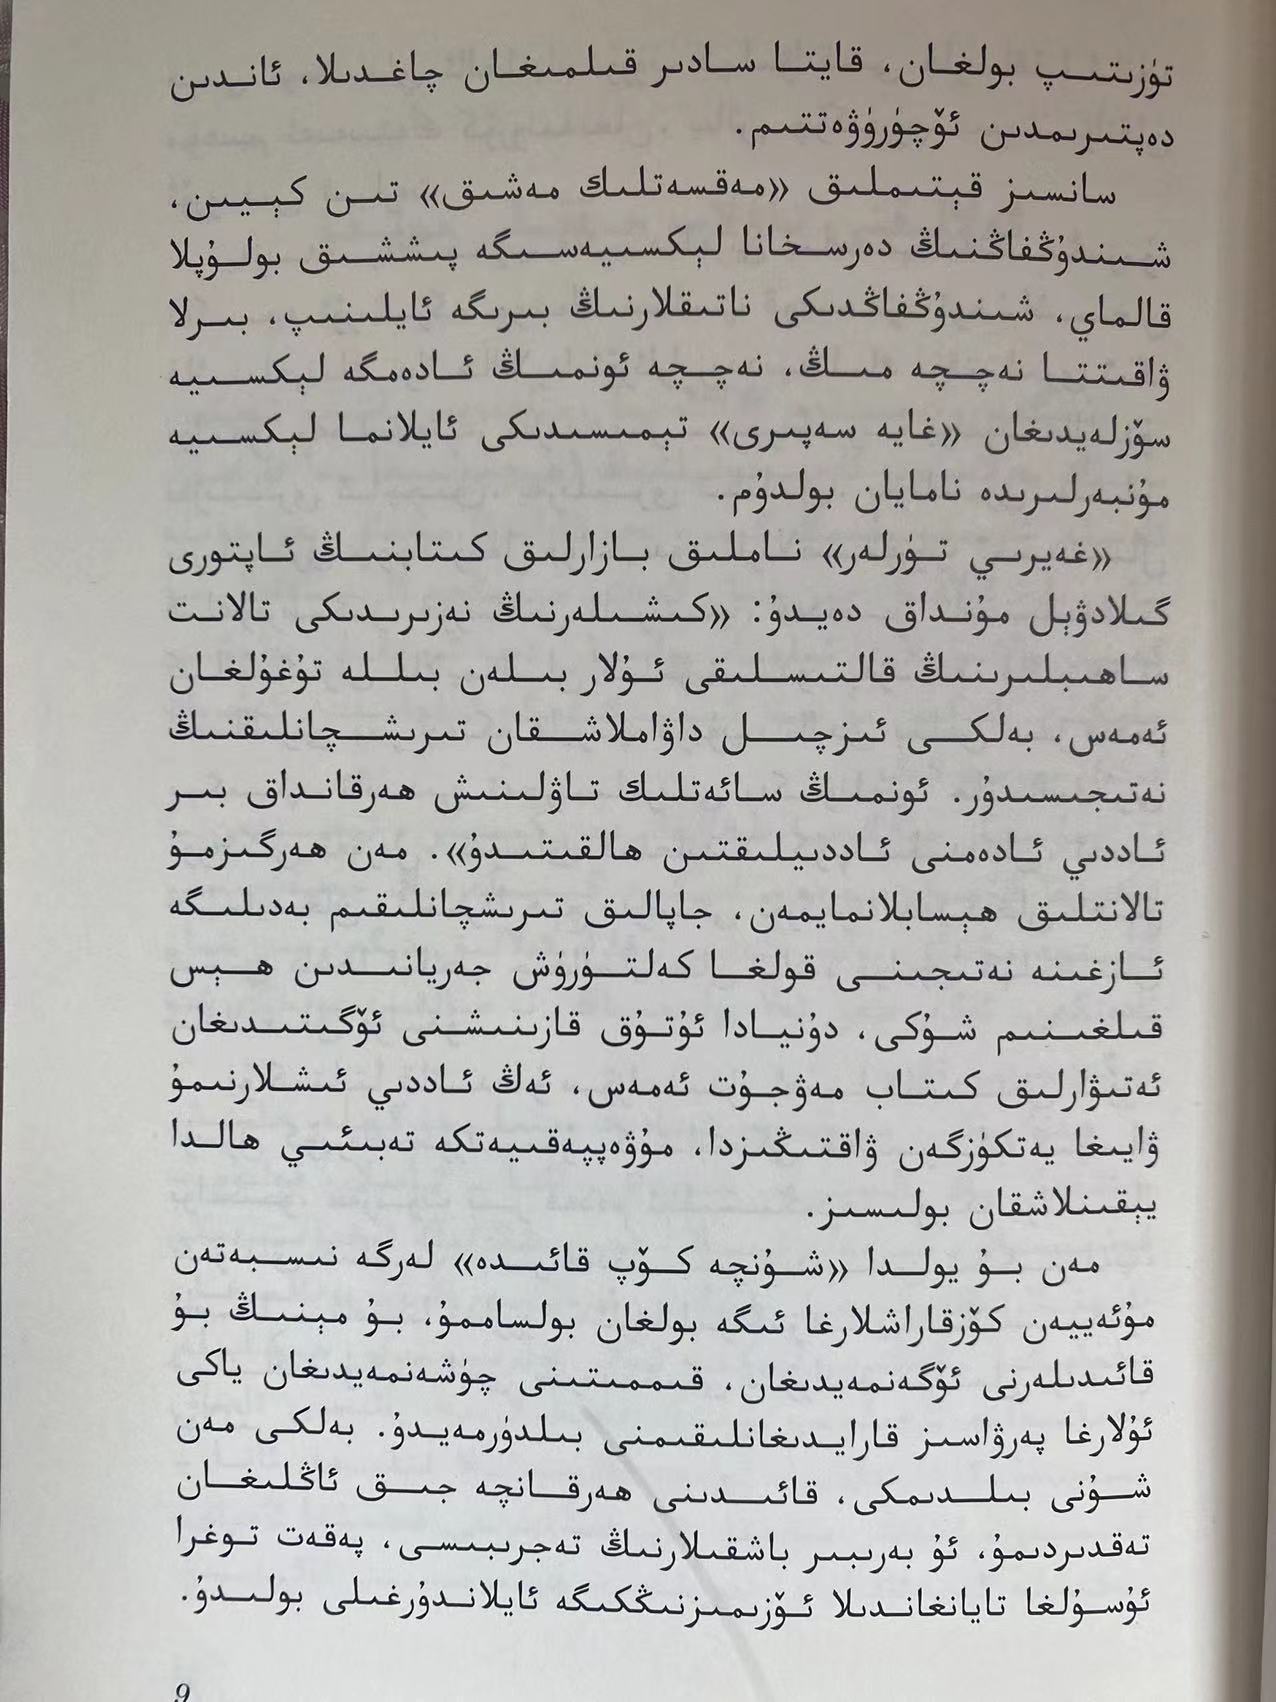 تۈزىتىپ بولغان، قايتا سادىر قىلمىغان چاغدىلا، ئاندىن
دەپتىرىمدىن ئۆچۈرۈۋەتتىم.
سانسىز قېتىملىق «مەقسەتلىك مەشىق» تىن كېيىن،
شىندۇڭفاڭنىڭ دەرسخانا لېكسىيەسىگە پىششىق بولۇپلا
قالماي، شىندۇڭفاڭدىكى ناتىقلارنىڭ بىرىگە ئايلىنىپ، بىرلا
ۋاقىتتا نەچچە مىڭ، نەچچە ئونمىڭ ئادەمگە لېكسىيە
سۆزلەيدىغان «غايە سەپىرى» تېمىسىدىكى ئايلانما لېكسىيە
مۇنبەرلىرىدە نامايان بولدۇم.
«غەيرىي تۈرلەر» ناملىق بازارلىق كىتابنىڭ ئاپتورى
گىلادۋېل مۇنداق دەيدۇ: «كىشىلەرنىڭ نەزىرىدىكى تالانت
ساھىبلىرىنىڭ قالتىسلىقى ئۇلار بىلەن بىللە تۇغۇلغان
ئەمەس، بەلكى ئىزچىل داۋاملاشقان تىرىشچانلىقنىڭ
نەتىجىسىدۇر. ئونمىڭ سائەتلىك تاۋلىنىش ھەرقانداق بىر
ئاددىي ئادەمنى ئاددىيلىقتىن ھالقىتىدۇ». مەن ھەرگىزمۇ
تالانتلىق ھېسابلانمايمەن، جاپالىق تىرىشچانلىقىم بەدىلىگە
ئازغىنە نەتىجىنى قولغا كەلتۈرۈش جەريانىدىن ھېس
قىلغىنىم شۇكى، دۇنيادا ئۇتۇق قازىنىشنى ئۆگىتىدىغان
ئەتىۋارلىق كىتاب مەۋجۇت ئەمەس، ئەڭ ئاددىي ئىشلارنىمۇ
ۋايىغا يەتكۈزگەن ۋاقتىڭىزدا، مۇۋەپپەقىيەتكە تەبىئىي ھالدا
يېقىنلاشقان بولىسىز.
مەن بۇ يولدا «شۇنچە كۆپ قائىدە» لەرگە نىسبەتەن
مۇئەييەن كۆزقاراشلارغا ئىگە بولغان بولساممۇ، بۇ مېنىڭ بۇ
قائىدىلەرنى ئۆگەنمەيدىغان، قىممىتىنى چۈشەنمەيدىغان ياكى
ئۇلارغا پەرۋاسىز قارايدىغانلىقىمنى بىلدۈرمەيدۇ. بەلكى مەن
شۇنى بىلدىمكى، قائىدىنى ھەرقانچە جىق ئاڭلىغان
تەقدىردىمۇ، ئۇ بەرىبىر باشقىلارنىڭ تەجرىبىسى، پەقەت توغرا
ئۇسۇلغا تايانغاندىلا ئۆزىمىزنىڭكىگە ئايلاندۇرغىلى بولىدۇ.
9